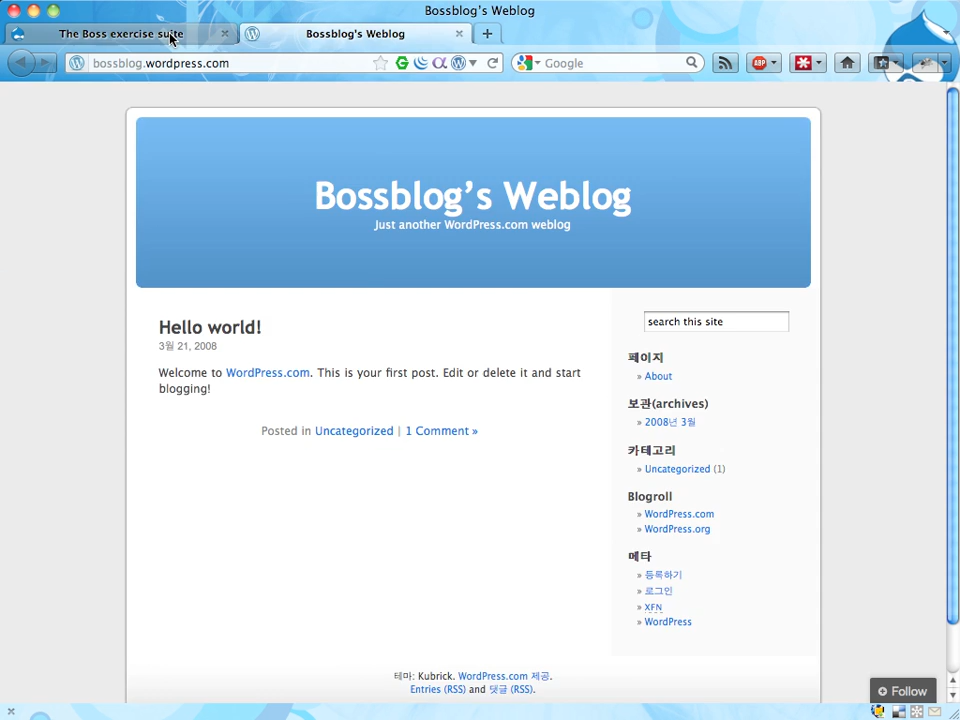 Bossblog's Weblog
The Boss exercise suite
Bossblog's Weblog
bossblog.wordpress.com
Google
ABP
Bossblog’s Weblog
Just another WordPress.com weblog
Hello world!
3월 21, 2008
Welcome to WordPress.com. This is your first post. Edit or delete it and start
blogging!
Posted in Uncategorized | 1 Comment »
search this site
페이지
» About
보관(archives)
» 2008년 3월
카테고리
» Uncategorized (1)
Blogroll
» WordPress.com
» WordPress.org
메타
» 등록하기
» 로그인
» XFN
» WordPress
테마: Kubrick. WordPress.com 제공.
Entries (RSS) and 댓글 (RSS).
Follow